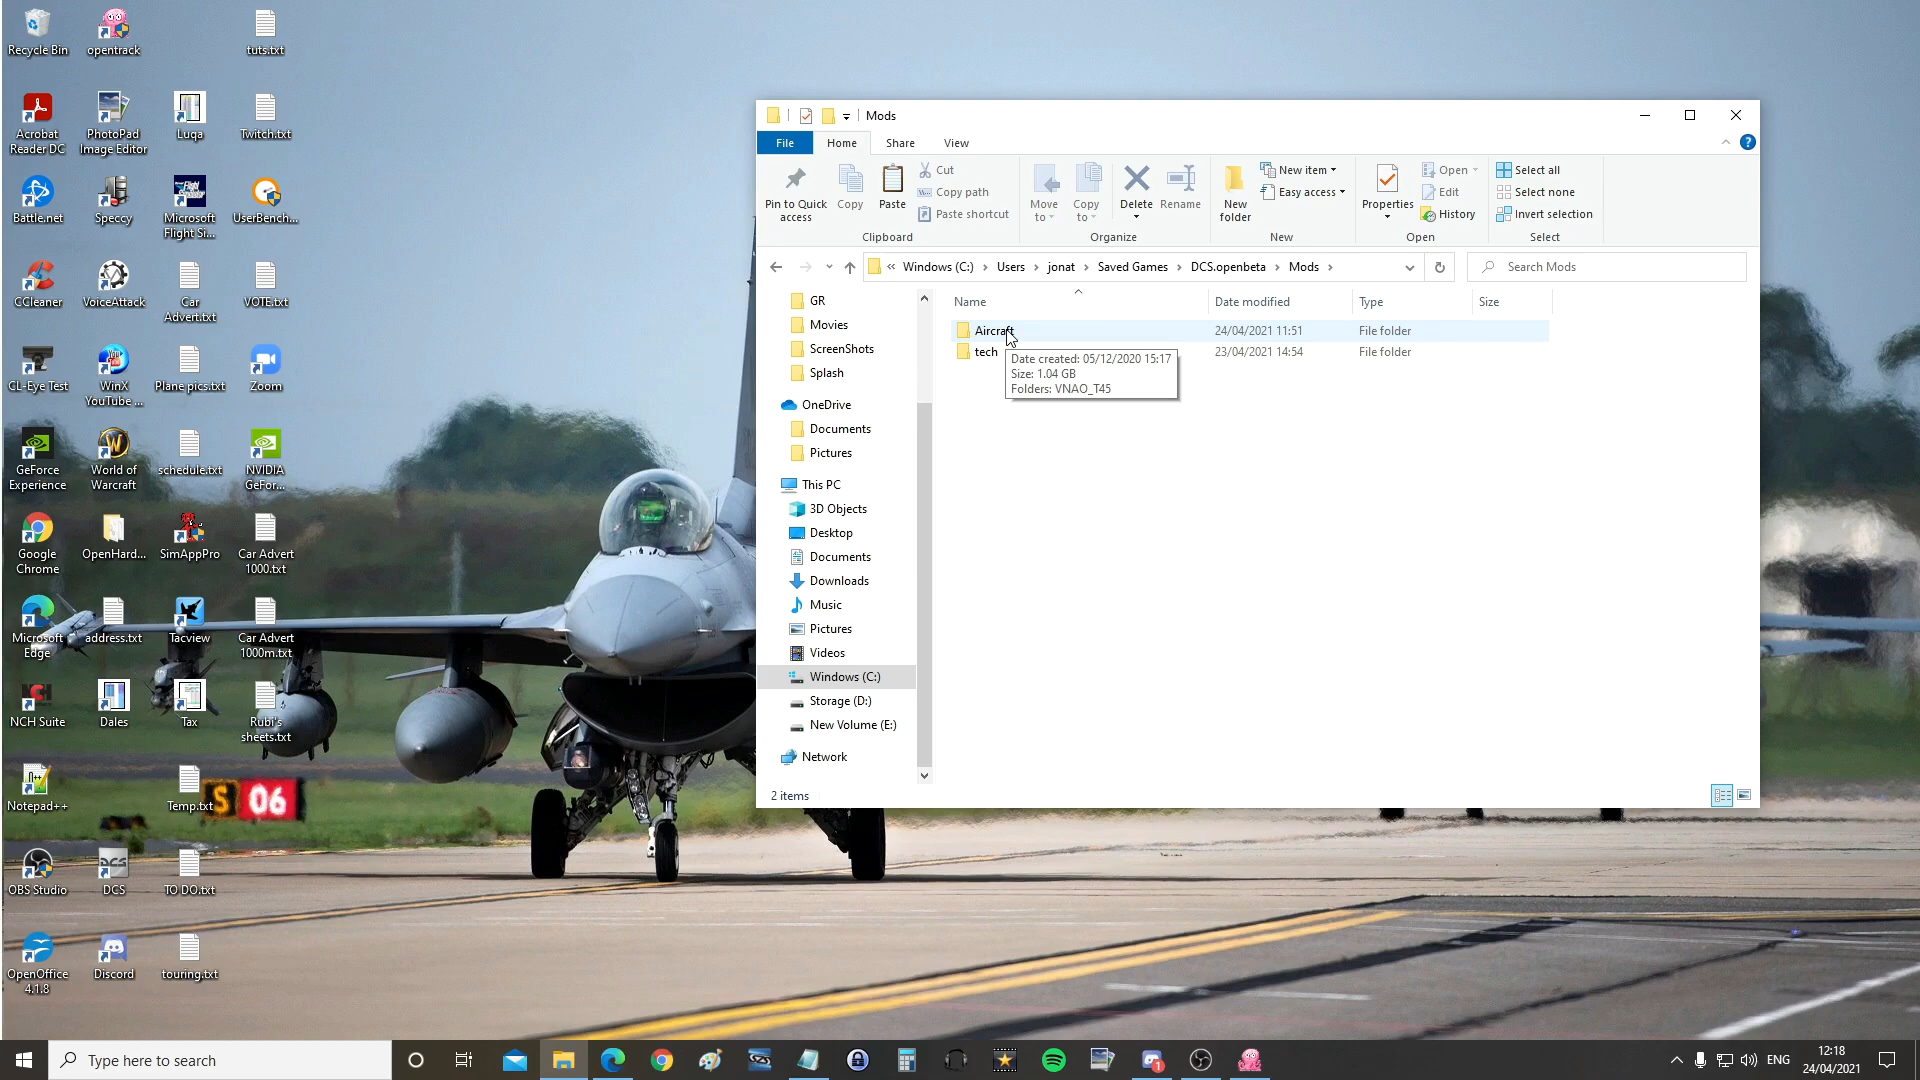 Recycle Bin
opentrack
tuts.txt
Acrobat
Reader DC
PhotoPad
Image Editor
Luqa
Twitch.txt
Battle.net
Speccy
Microsoft
Flight Si...
UserBench...
CCleaner
VoiceAttack
Car
Advert.txt
VOTE.txt
CL-Eye Test
WinX
YouTube ...
Plane pics.txt
Zoom
GeForce
Experience
World of
Warcraft
schedule.txt
NVIDIA
GeFor...
Google
Chrome
OpenHard...
SimAppPro
Car Advert
1000.txt
Microsoft
Edge
address.txt
Tacview
Car Advert
1000m.txt
NCH Suite
Dales
Tax
Rubi's
sheets.txt
Notepad++
Temp.txt
S 06
OBS Studio
DCS
TO DO.txt
OpenOffice
4.1.8
Discord
touring.txt
Mods
File Home Share View
Pin to Quick
access
Copy
Paste
Cut
Copy path
Paste shortcut
Clipboard
Move
to
Copy
to
Delete
Rename
Organize
New
folder
New item
Easy access
New
Properties
Open
Edit
History
Open
Select all
Select none
Invert selection
Select
« Windows (C:) › Users › jonat › Saved Games › DCS.openbeta › Mods ›
Search Mods
GR
Movies
ScreenShots
Splash
OneDrive
Documents
Pictures
This PC
3D Objects
Desktop
Documents
Downloads
Music
Pictures
Videos
Windows (C:)
Storage (D:)
New Volume (E:)
Network
Name Date modified Type Size
Aircraft 24/04/2021 11:51 File folder
tech 23/04/2021 14:54 File folder
Date created: 05/12/2020 15:17
Size: 1.04 GB
Folders: VNAO_T45
2 items
Type here to search
1
ENG
12:18
24/04/2021